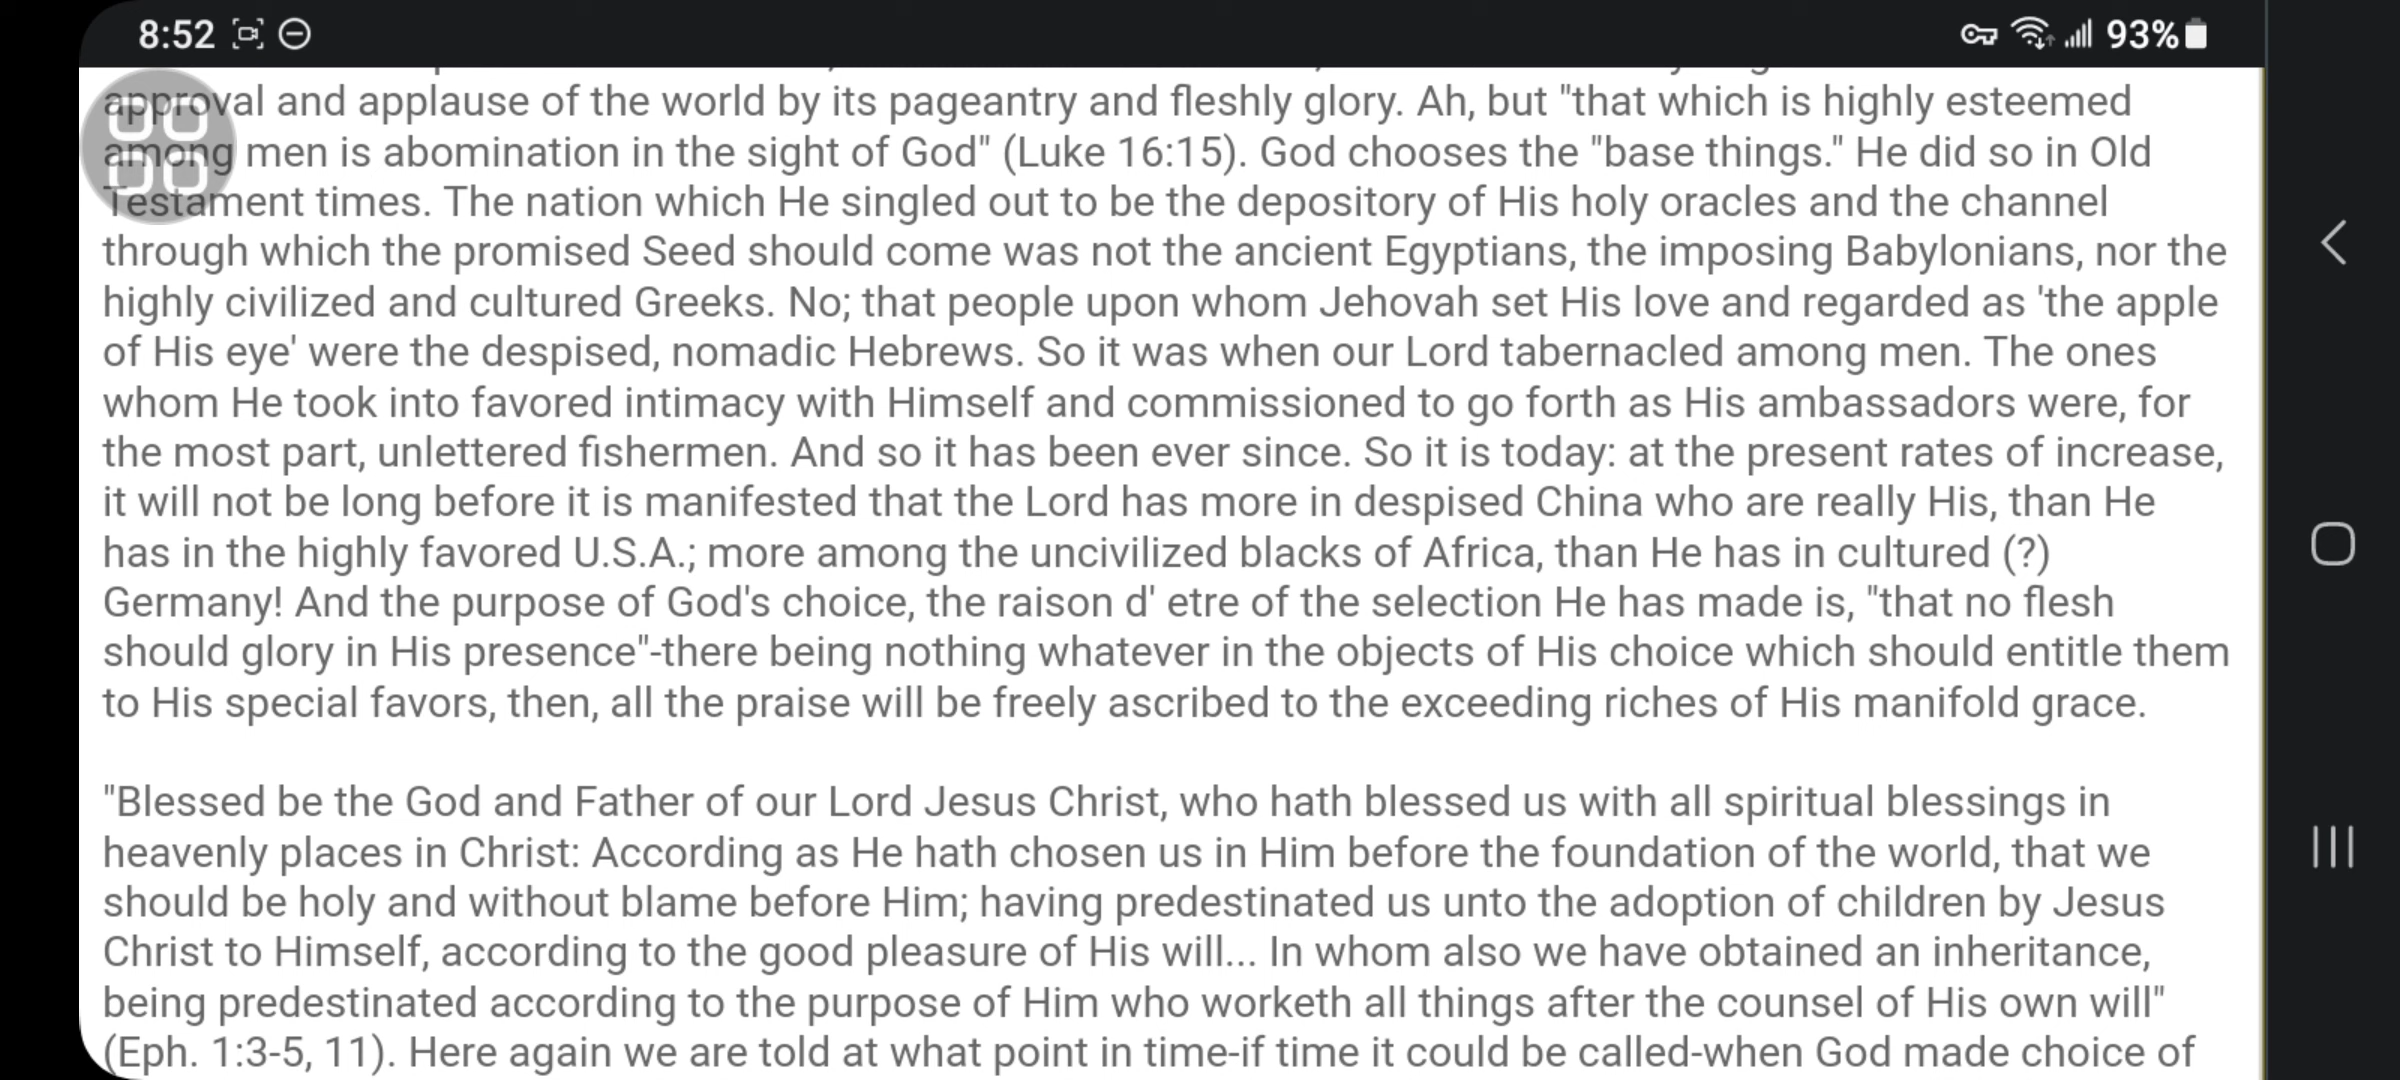 8:52
93%
approval and applause of the world by its pageantry and fleshly glory. Ah, but "that which is highly esteemed
among men is abomination in the sight of God" (Luke 16:15). God chooses the "base things." He did so in Old
Testament times. The nation which He singled out to be the depository of His holy oracles and the channel
through which the promised Seed should come was not the ancient Egyptians, the imposing Babylonians, nor the
highly civilized and cultured Greeks. No; that people upon whom Jehovah set His love and regarded as 'the apple
of His eye' were the despised, nomadic Hebrews. So it was when our Lord tabernacled among men. The ones
whom He took into favored intimacy with Himself and commissioned to go forth as His ambassadors were, for
the most part, unlettered fishermen. And so it has been ever since. So it is today: at the present rates of increase,
it will not be long before it is manifested that the Lord has more in despised China who are really His, than He
has in the highly favored U.S.A.; more among the uncivilized blacks of Africa, than He has in cultured (?)
Germany! And the purpose of God's choice, the raison d' etre of the selection He has made is, "that no flesh
should glory in His presence"-there being nothing whatever in the objects of His choice which should entitle them
to His special favors, then, all the praise will be freely ascribed to the exceeding riches of His manifold grace.
"Blessed be the God and Father of our Lord Jesus Christ, who hath blessed us with all spiritual blessings in
heavenly places in Christ: According as He hath chosen us in Him before the foundation of the world, that we
should be holy and without blame before Him; having predestinated us unto the adoption of children by Jesus
Christ to Himself, according to the good pleasure of His will... In whom also we have obtained an inheritance,
being predestinated according to the purpose of Him who worketh all things after the counsel of His own will"
(Eph. 1:3-5, 11). Here again we are told at what point in time-if time it could be called-when God made choice of